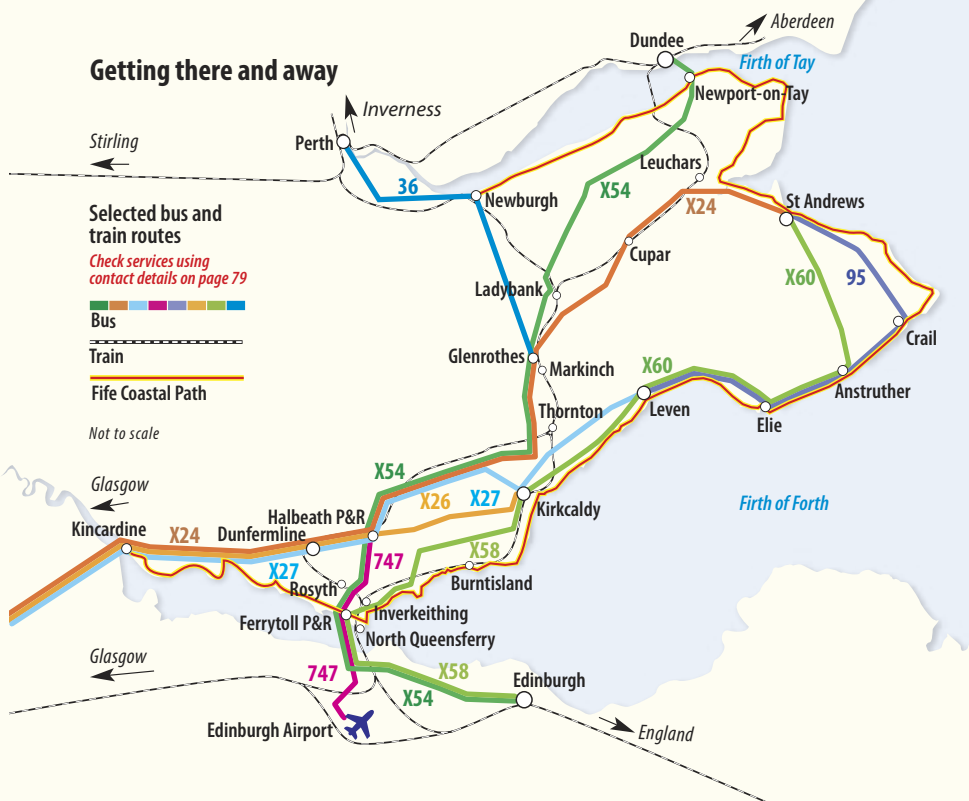 Getting there and away
Aberdeen
Dundee
Firth of Tay
Newport-on-Tay
Inverness
Stirling
Perth
Leuchars
36
Newburgh
X54
X24
St Andrews
Selected bus and
train routes
Check services using
contact details on page 79
Bus
Train
Fife Coastal Path
Not to scale
Cupar
X60
95
Ladybank
Crail
Glenrothes
Markinch
X60
Anstruther
Leven
Elie
Thornton
X54
Glasgow
X26
X27
Kirkcaldy
Firth of Forth
Halbeath P&R
Kincardine
X24
Dunfermline
X27
747
X58
Rosyth
Burntisland
Inverkeithing
Ferrytoll P&R
North Queensferry
Glasgow
747
X58
X54
Edinburgh
Edinburgh Airport
England